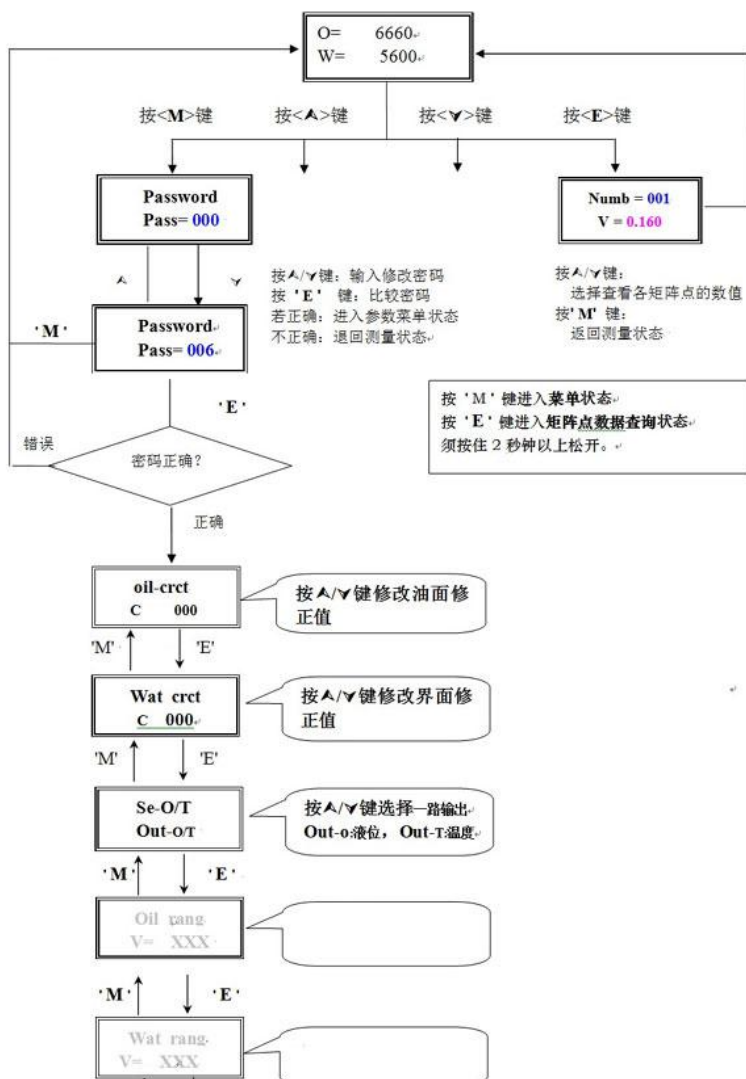 O= 6660
W= 5600
按<M>键 按<⮝>键 按<⮟>键 按<E>键
Password
Pass= 000
Numb = 001
V = 0.160
⮝ ⮟
按⮝/⮟键：输入修改密码
按 'E' 键：比较密码
若正确：进入参数菜单状态
不正确：退回测量状态
按⮝/⮟键：
选择查看各矩阵点的数值
按'M' 键：
返回测量状态
'M'
Password
Pass= 006
'E'
按 'M' 键进入菜单状态
按 'E' 键进入矩阵点数据查询状态
须按住 2 秒钟以上松开。
错误
密码正确？
正确
oil-crct
C 000
按⮝/⮟键修改油面修
正值
'M' 'E'
Wat crct
C 000
按⮝/⮟键修改界面修
正值
'M' 'E'
Se-O/T
Out-O/T
按⮝/⮟键选择一路输出
Out-o:液位，Out-T:温度
'M' 'E'
Oil rang
V= XXX
'M' 'E'
Wat rang
V= XXX